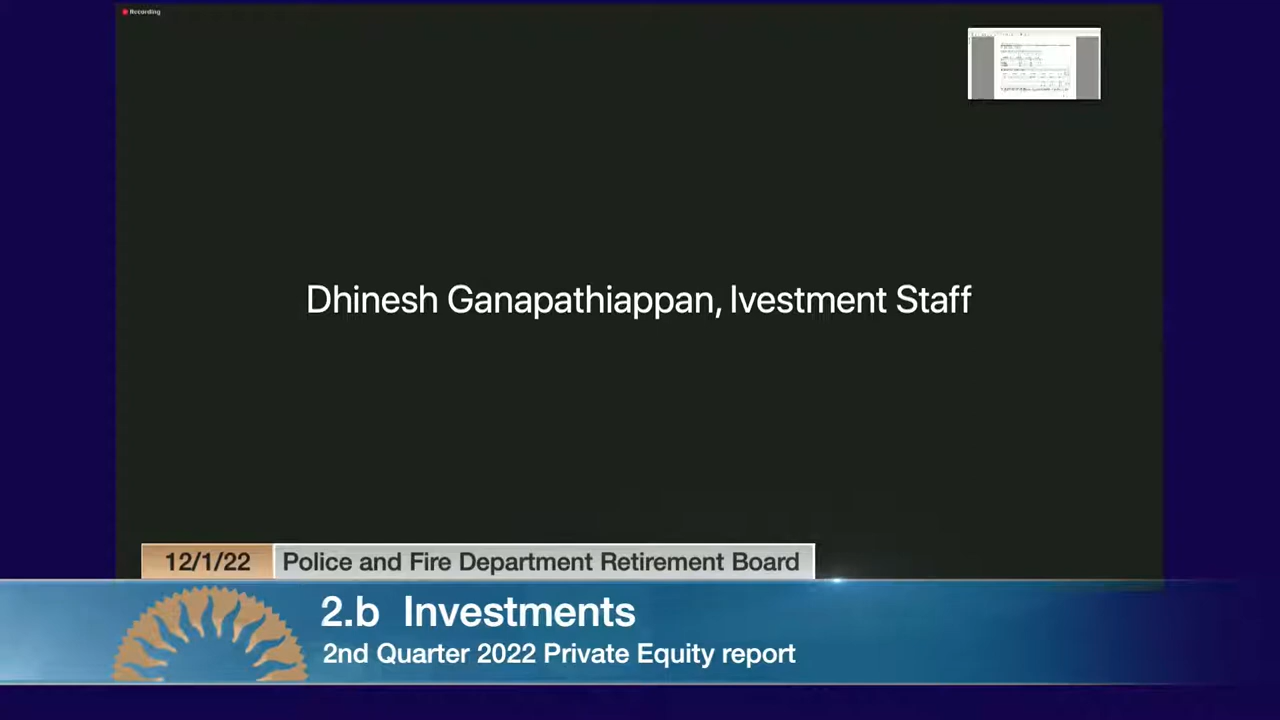 Recording
Dhinesh Ganapathiappan, Ivestment Staff
12/1/22 Police and Fire Department Retirement Board
2.b Investments
2nd Quarter 2022 Private Equity report